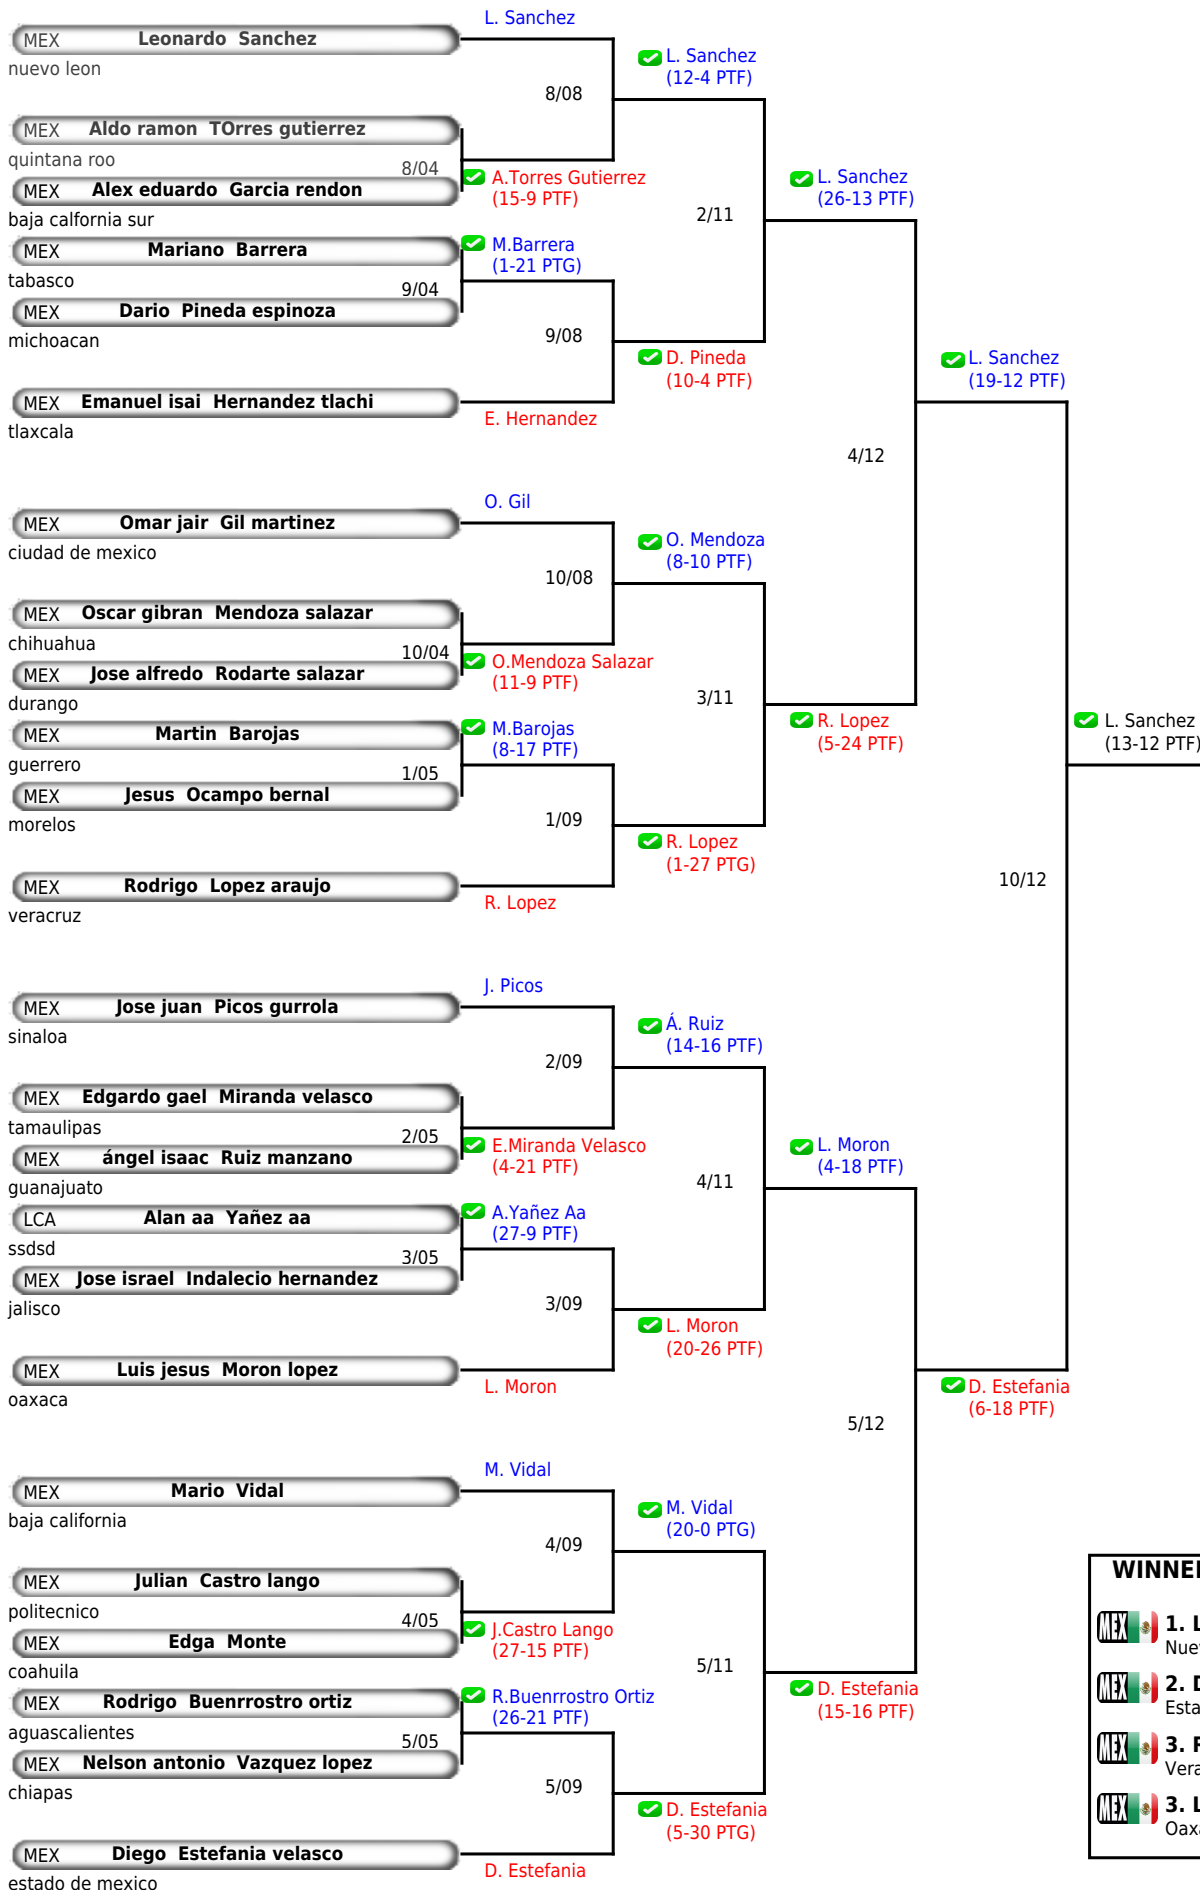 L. Sanchez
MEX Leonardo Sanchez
nuevo leon
L. Sanchez
(12-4 PTF)
8/08
MEX Aldo ramon TOrres gutierrez
quintana roo
8/04
A.Torres Gutierrez
(15-9 PTF)
MEX Alex eduardo Garcia rendon
baja calfornia sur
L. Sanchez
(26-13 PTF)
2/11
MEX Mariano Barrera
tabasco
M.Barrera
(1-21 PTG)
9/04
MEX Dario Pineda espinoza
michoacan
9/08
D. Pineda
(10-4 PTF)
L. Sanchez
(19-12 PTF)
MEX Emanuel isai Hernandez tlachi
tlaxcala
E. Hernandez
4/12
O. Gil
MEX Omar jair Gil martinez
ciudad de mexico
O. Mendoza
(8-10 PTF)
10/08
MEX Oscar gibran Mendoza salazar
chihuahua
10/04
O.Mendoza Salazar
(11-9 PTF)
MEX Jose alfredo Rodarte salazar
durango
3/11
R. Lopez
(5-24 PTF)
L. Sanchez
(13-12 PTF)
MEX Martin Barojas
guerrero
M.Barojas
(8-17 PTF)
1/05
MEX Jesus Ocampo bernal
morelos
1/09
R. Lopez
(1-27 PTG)
MEX Rodrigo Lopez araujo
veracruz
R. Lopez
10/12
J. Picos
MEX Jose juan Picos gurrola
sinaloa
Á. Ruiz
(14-16 PTF)
2/09
MEX Edgardo gael Miranda velasco
tamaulipas
2/05
E.Miranda Velasco
(4-21 PTF)
MEX ángel isaac Ruiz manzano
guanajuato
L. Moron
(4-18 PTF)
4/11
LCA Alan aa Yañez aa
ssdsd
A.Yañez Aa
(27-9 PTF)
3/05
MEX Jose israel Indalecio hernandez
jalisco
3/09
L. Moron
(20-26 PTF)
MEX Luis jesus Moron lopez
oaxaca
L. Moron
D. Estefania
(6-18 PTF)
5/12
M. Vidal
MEX Mario Vidal
baja california
M. Vidal
(20-0 PTG)
4/09
MEX Julian Castro lango
politecnico
4/05
J.Castro Lango
(27-15 PTF)
MEX Edga Monte
coahuila
5/11
D. Estefania
(15-16 PTF)
MEX Rodrigo Buenrrostro ortiz
aguascalientes
R.Buenrrostro Ortiz
(26-21 PTF)
5/05
MEX Nelson antonio Vazquez lopez
chiapas
5/09
D. Estefania
(5-30 PTG)
MEX Diego Estefania velasco
estado de mexico
D. Estefania
MEX 1.
MEX 2.
MEX 3.
MEX 3.